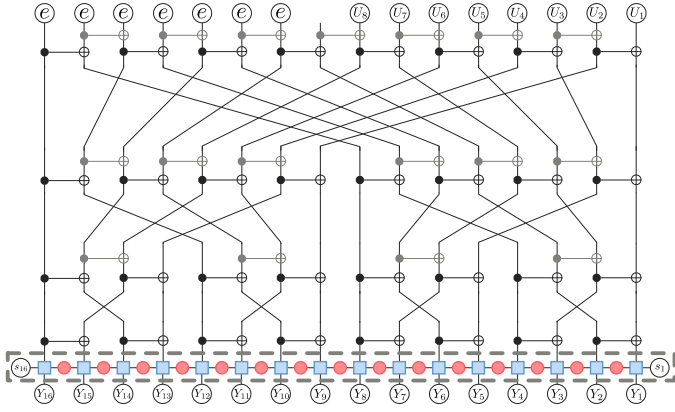 e e e e e e e U₈ U₇ U₆ U₅ U₄ U₃ U₂ U₁
s₁₆ s₁
Y₁₆ Y₁₅ Y₁₄ Y₁₃ Y₁₂ Y₁₁ Y₁₀ Y₉ Y₈ Y₇ Y₆ Y₅ Y₄ Y₃ Y₂ Y₁